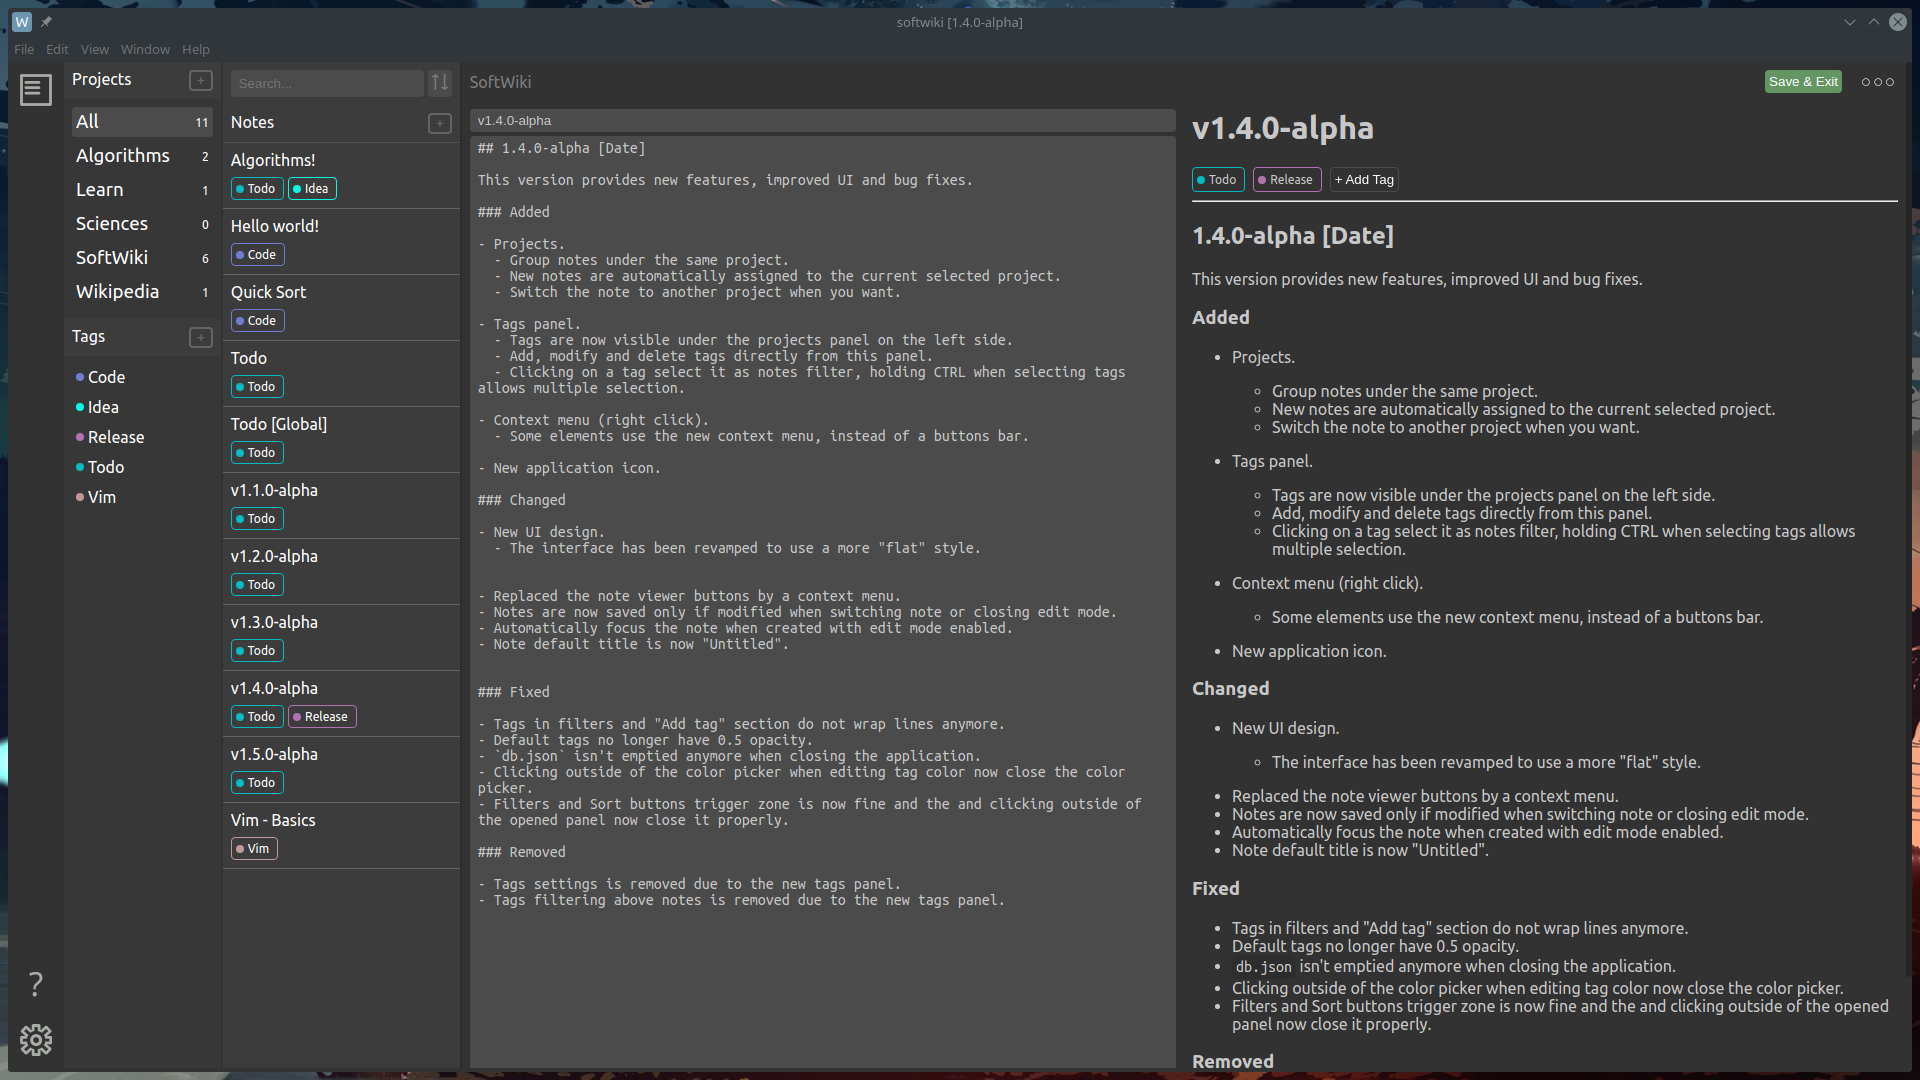 W
softwiki [1.4.0-alpha]
File Edit View Window Help
Projects +
All 11
Algorithms 2
Learn 1
Sciences 0
SoftWiki 6
Wikipedia 1
Tags +
Code
Idea
Release
Todo
Vim
?
Search...
Notes +
Algorithms!
Todo Idea
Hello world!
Code
Quick Sort
Code
Todo
Todo
Todo [Global]
Todo
v1.1.0-alpha
Todo
v1.2.0-alpha
Todo
v1.3.0-alpha
Todo
v1.4.0-alpha
Todo Release
v1.5.0-alpha
Todo
Vim - Basics
Vim
SoftWiki
Save & Exit
v1.4.0-alpha
## 1.4.0-alpha [Date]
This version provides new features, improved UI and bug fixes.
### Added
- Projects.
- Group notes under the same project.
- New notes are automatically assigned to the current selected project.
- Switch the note to another project when you want.
- Tags panel.
- Tags are now visible under the projects panel on the left side.
- Add, modify and delete tags directly from this panel.
- Clicking on a tag select it as notes filter, holding CTRL when selecting tags
allows multiple selection.
- Context menu (right click).
- Some elements use the new context menu, instead of a buttons bar.
- New application icon.
### Changed
- New UI design.
- The interface has been revamped to use a more "flat" style.
- Replaced the note viewer buttons by a context menu.
- Notes are now saved only if modified when switching note or closing edit mode.
- Automatically focus the note when created with edit mode enabled.
- Note default title is now "Untitled".
### Fixed
- Tags in filters and "Add tag" section do not wrap lines anymore.
- Default tags no longer have 0.5 opacity.
- `db.json` isn't emptied anymore when closing the application.
- Clicking outside of the color picker when editing tag color now close the color
picker.
- Filters and Sort buttons trigger zone is now fine and the and clicking outside of
the opened panel now close it properly.
### Removed
- Tags settings is removed due to the new tags panel.
- Tags filtering above notes is removed due to the new tags panel.
v1.4.0-alpha
Todo Release + Add Tag
1.4.0-alpha [Date]
This version provides new features, improved UI and bug fixes.
Added
• Projects.
◦ Group notes under the same project.
◦ New notes are automatically assigned to the current selected project.
◦ Switch the note to another project when you want.
• Tags panel.
◦ Tags are now visible under the projects panel on the left side.
◦ Add, modify and delete tags directly from this panel.
◦ Clicking on a tag select it as notes filter, holding CTRL when selecting tags allows
multiple selection.
• Context menu (right click).
◦ Some elements use the new context menu, instead of a buttons bar.
• New application icon.
Changed
• New UI design.
◦ The interface has been revamped to use a more "flat" style.
• Replaced the note viewer buttons by a context menu.
• Notes are now saved only if modified when switching note or closing edit mode.
• Automatically focus the note when created with edit mode enabled.
• Note default title is now "Untitled".
Fixed
• Tags in filters and "Add tag" section do not wrap lines anymore.
• Default tags no longer have 0.5 opacity.
• db.json isn't emptied anymore when closing the application.
• Clicking outside of the color picker when editing tag color now close the color picker.
• Filters and Sort buttons trigger zone is now fine and the and clicking outside of the opened
panel now close it properly.
Removed